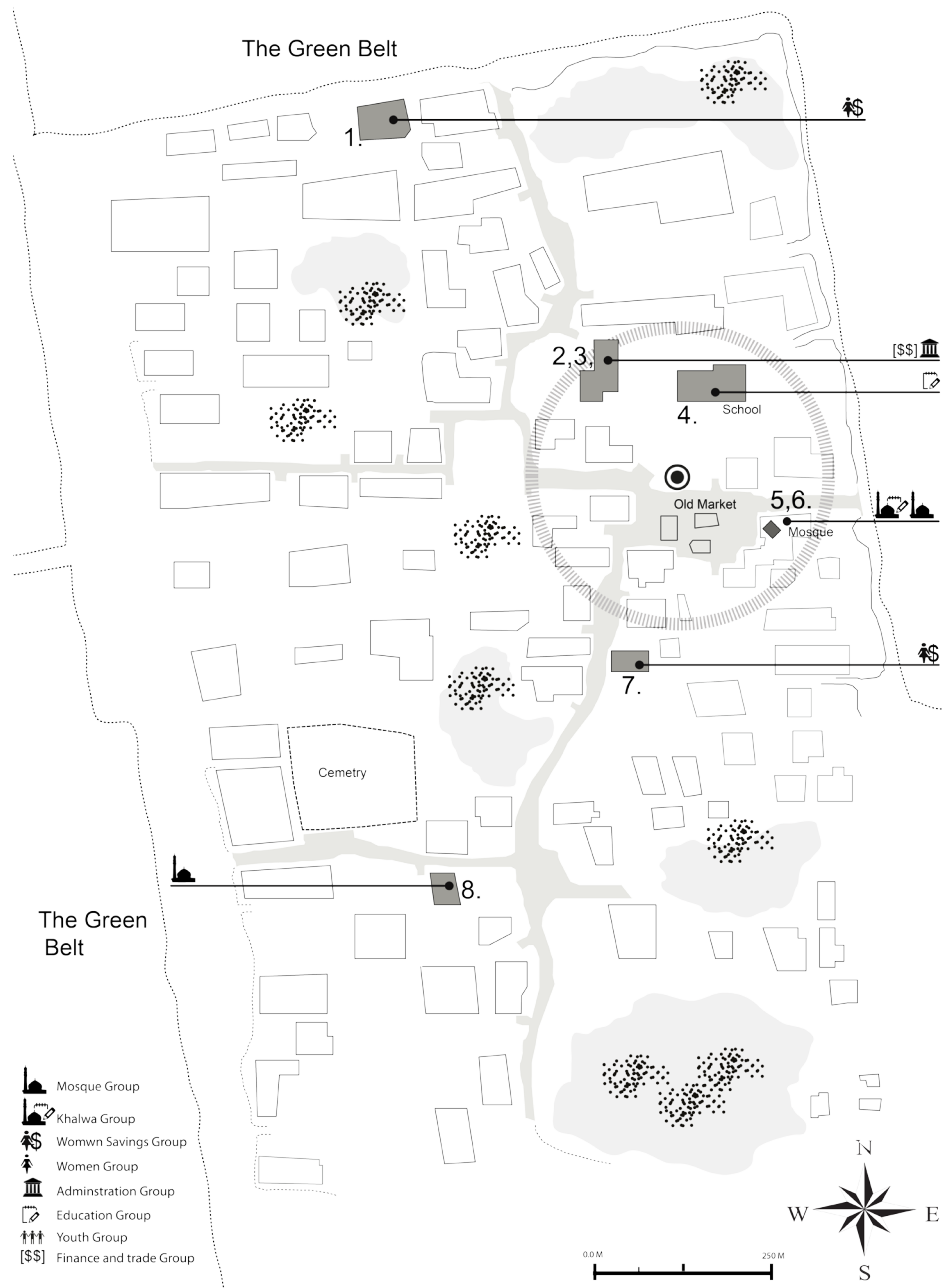 The Green Belt
1.
$
2,3,
[$$]
4.
School
Old Market
5,6.
Mosque
$
7.
Cemetry
8.
The Green
Belt
Mosque Group
Khalwa Group
$ Womwn Savings Group
Women Group
Adminstration Group
Education Group
Youth Group
[$$] Finance and trade Group
N
W E
S
0.0 M 250 M